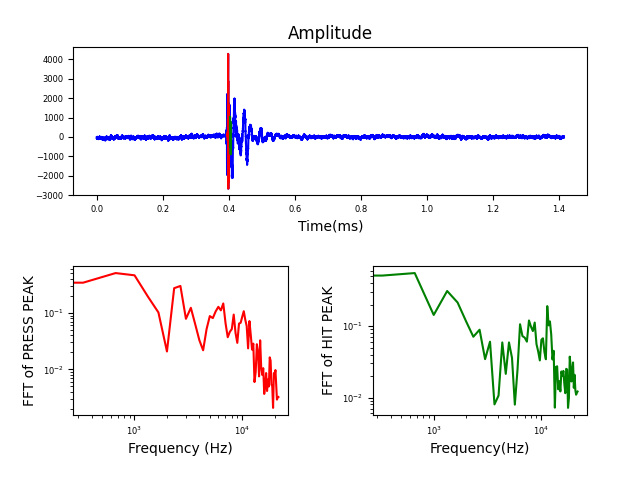 Amplitude
4000
3000
2000
1000
0
−1000
−2000
−3000
0.0 0.2 0.4 0.6 0.8 1.0 1.2 1.4
Time(ms)
FFT of PRESS PEAK
10⁻¹
10⁻²
10³ 10⁴
Frequency (Hz)
FFT of HIT PEAK
10⁻¹
10⁻²
10³ 10⁴
Frequency(Hz)